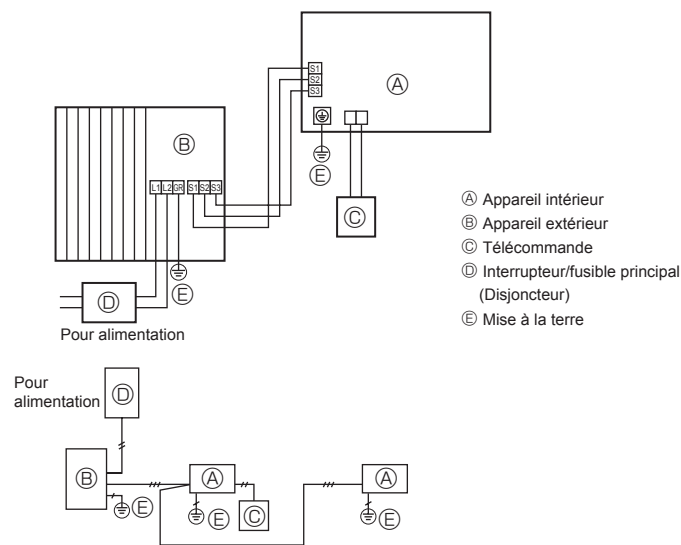 S1
S2
S3
Ⓐ
Ⓑ
L1 L2 GR S1 S2 S3
Ⓔ
Ⓒ
Ⓔ
Ⓓ
Pour alimentation
Ⓐ Appareil intérieur
Ⓑ Appareil extérieur
Ⓒ Télécommande
Ⓓ Interrupteur/fusible principal
(Disjoncteur)
Ⓔ Mise à la terre
Pour
alimentation
Ⓓ
Ⓑ
Ⓔ
Ⓐ
Ⓔ
Ⓒ
Ⓐ
Ⓔ